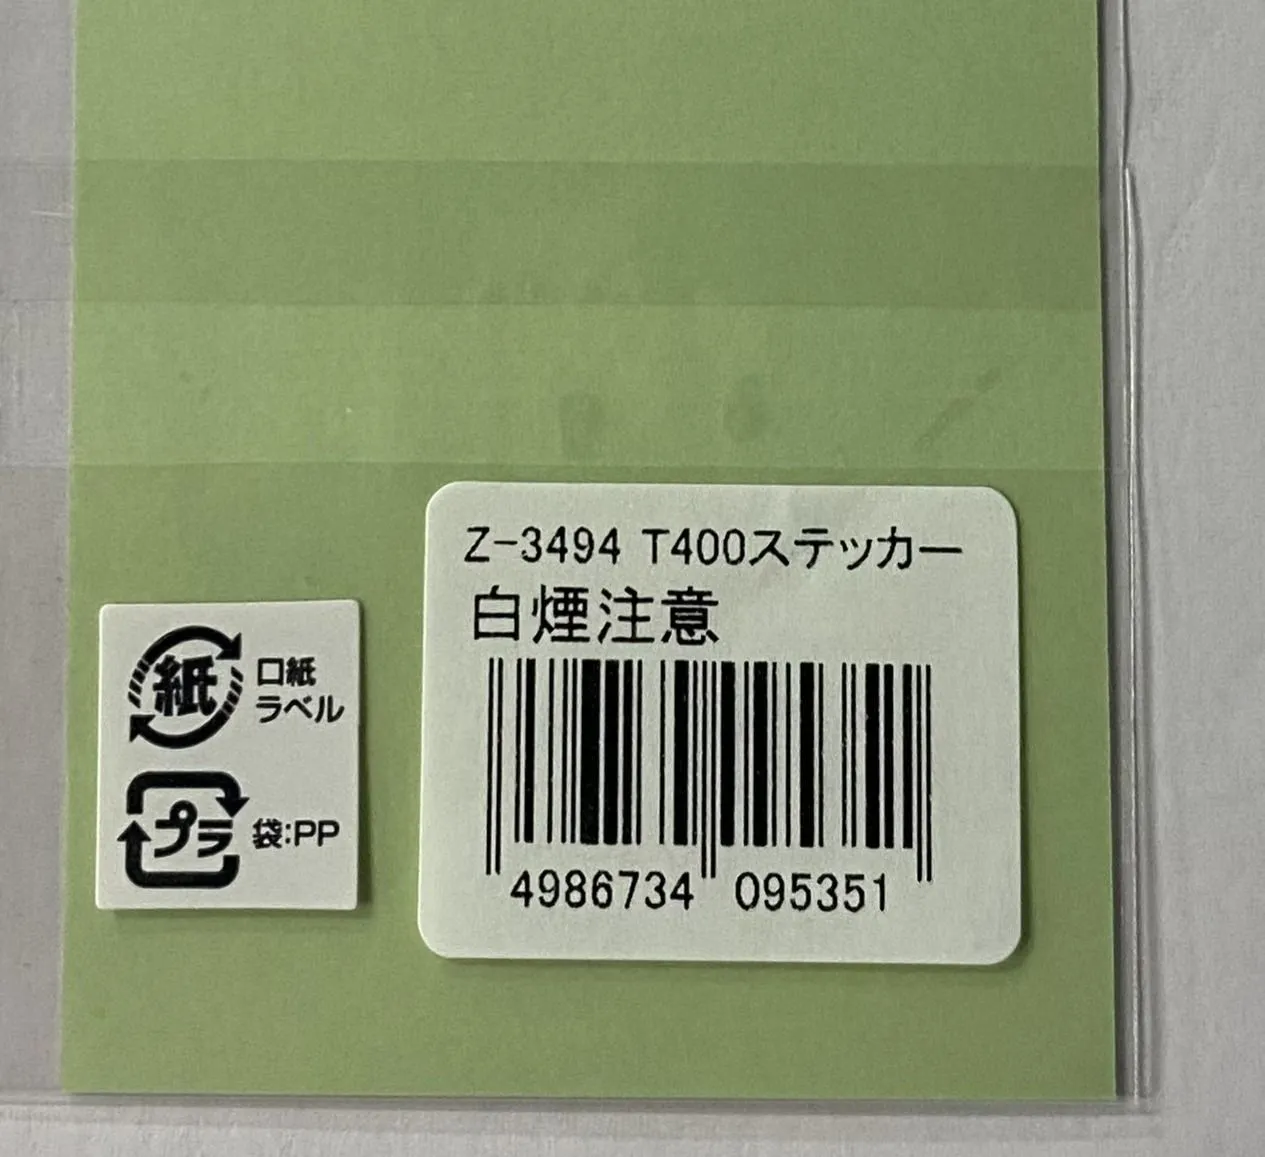 Z-3494 T400ステッカー
白煙注意
4986734 095351
紙 口紙
ラベル
プラ 袋:PP